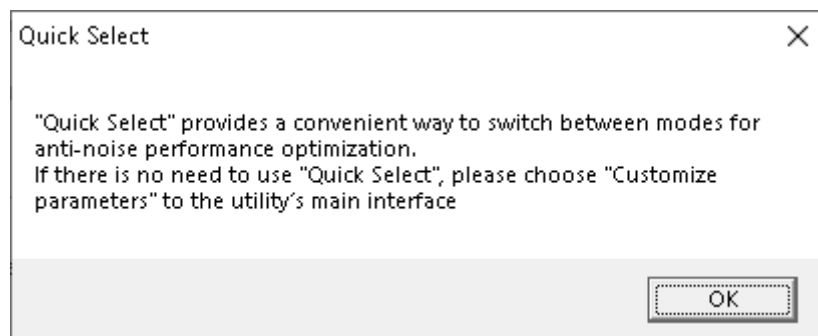 Quick Select
"Quick Select" provides a convenient way to switch between modes for
anti-noise performance optimization.
If there is no need to use "Quick Select", please choose "Customize
parameters" to the utility´s main interface
OK